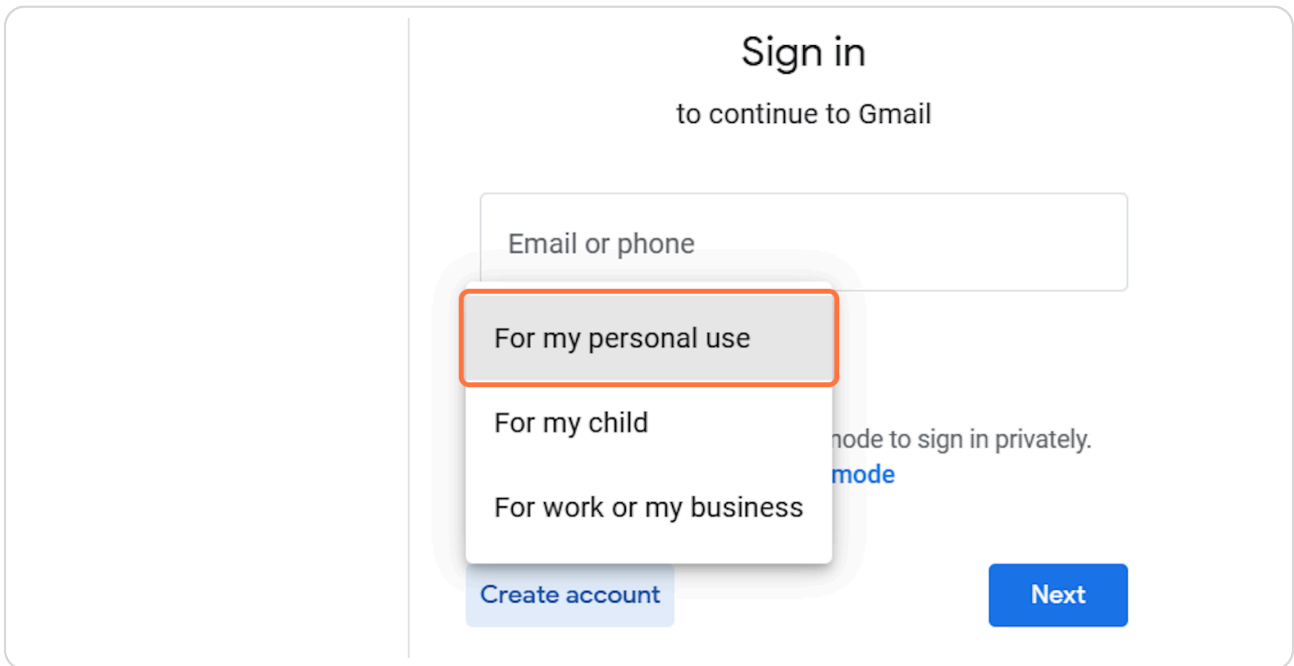 Sign in
to continue to Gmail
Email or phone
For my personal use
For my child
mode to sign in privately.
mode
For work or my business
Create account
Next